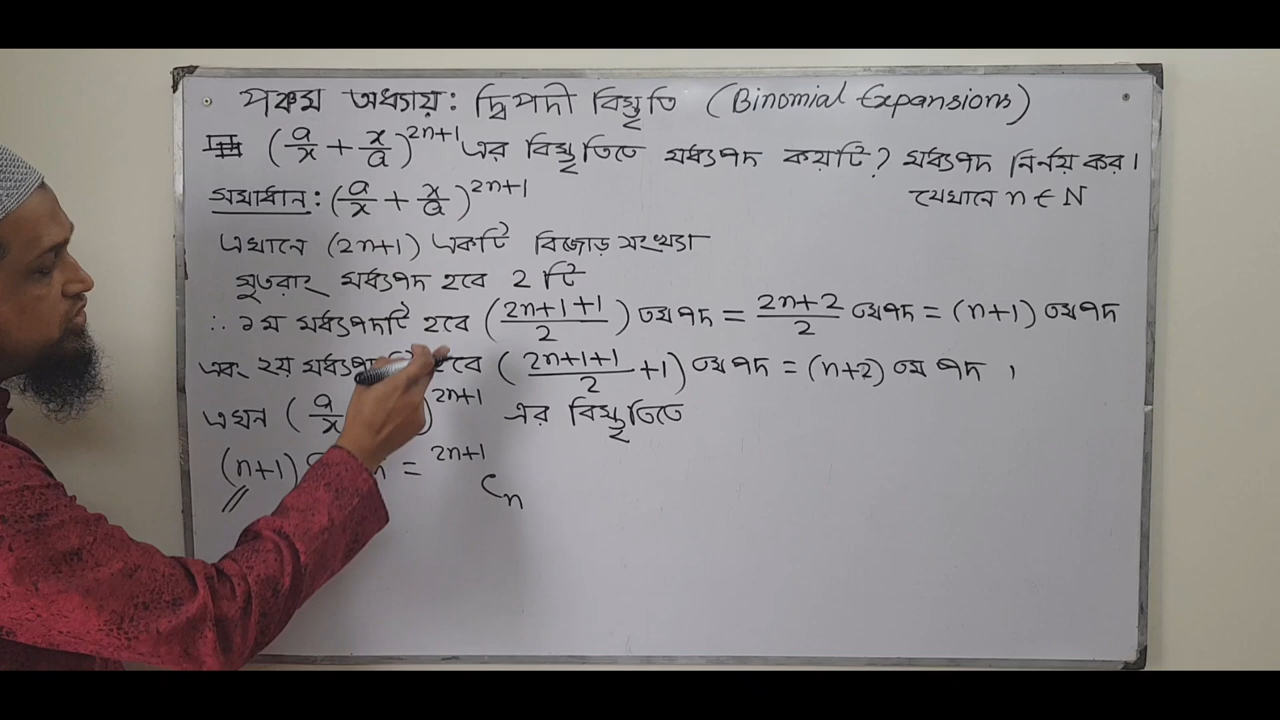 পঞ্চম অধ্যায়: দ্বিপদী বিস্তৃতি (Binomial Expansions)
(a/x + x/a)^{2n+1} এর বিস্তৃতিতে মধ্যপদ কয়টি? মধ্যপদ নির্ণয় কর।
যেখানে n ∈ N
সমাধান: (a/x + x/a)^{2n+1}
এখানে (2n+1) একটি বিজোড় সংখ্যা
সুতরাং মধ্যপদ হবে 2 টি
∴ ১ম মধ্যপদটি হবে ((2n+1+1)/2) তম পদ = (2n+2)/2 তম পদ = (n+1) তম পদ
এবং ২য় মধ্যপদটি হবে ((2n+1+1)/2 + 1) তম পদ = (n+2) তম পদ ,
এখন (a/x )^{2n+1} এর বিস্তৃতিতে
(n+1) = ^{2n+1}C_n